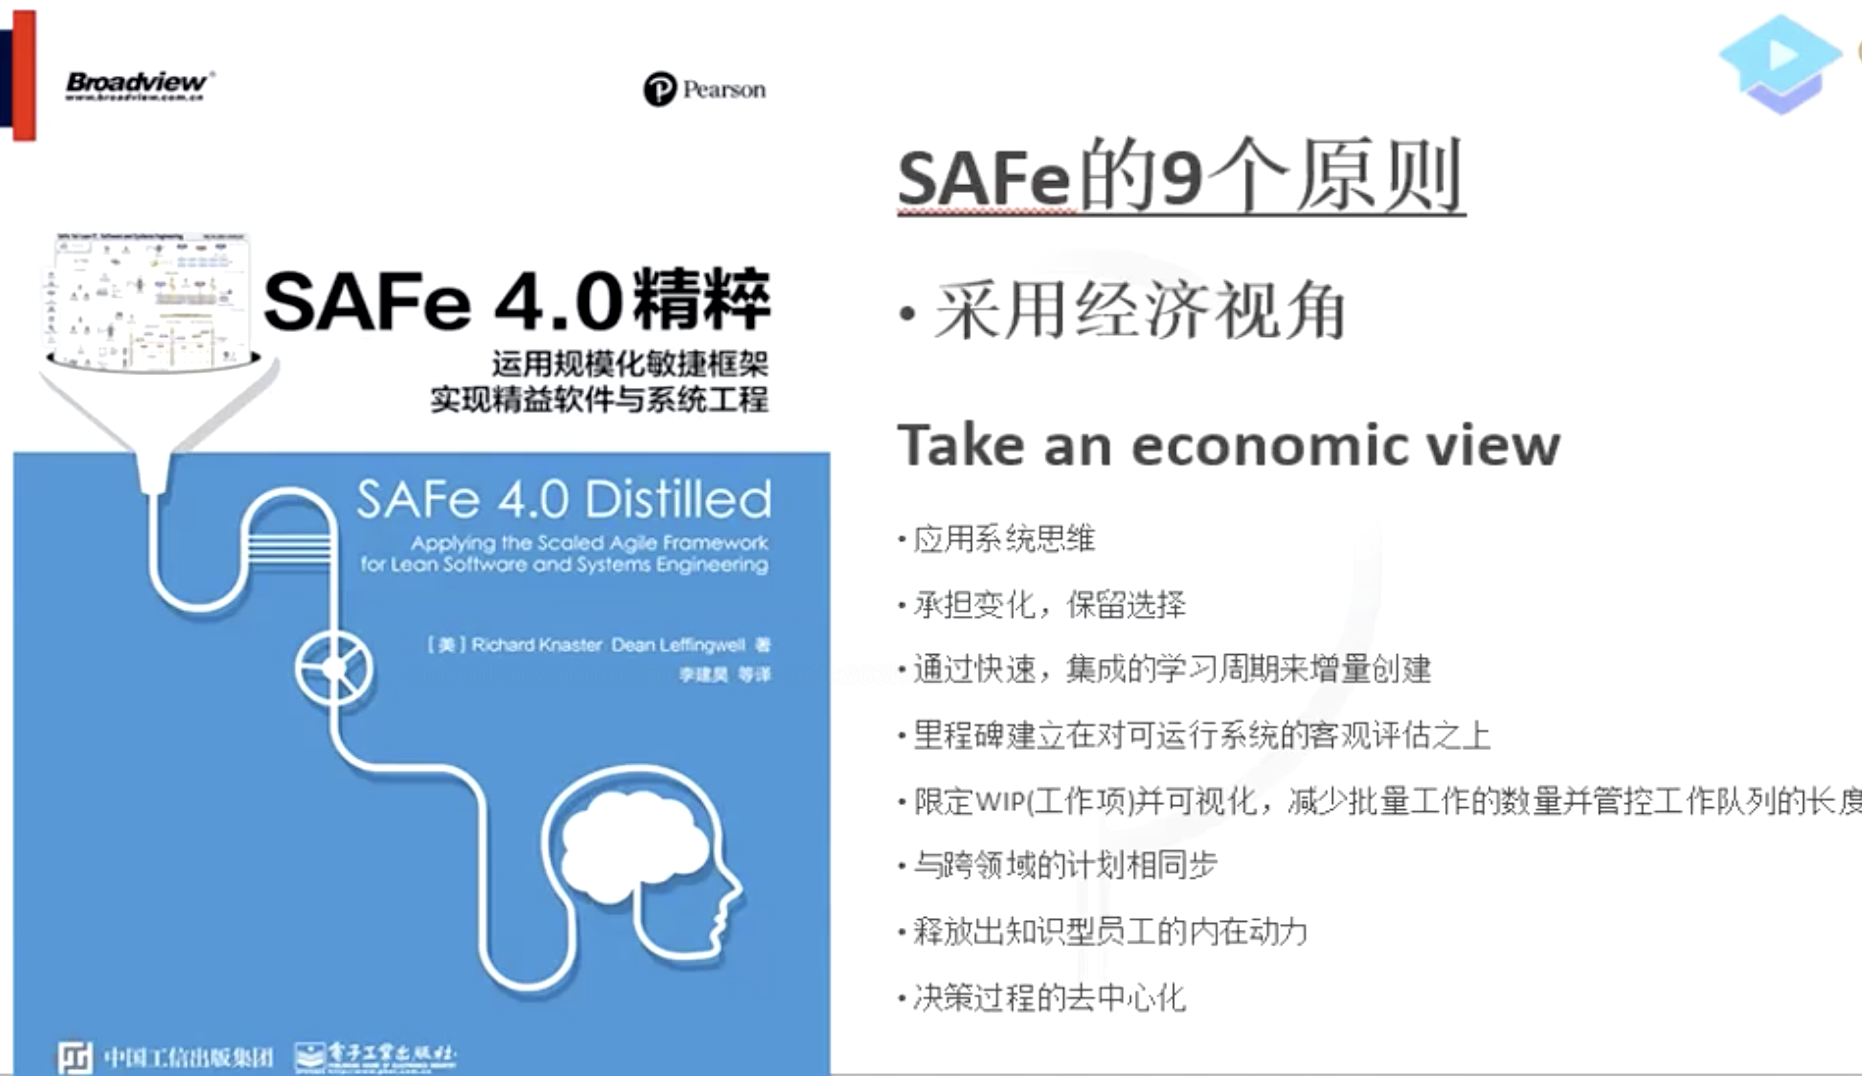 Broadview®
www.broadview.com.cn
Pearson
SAFe 4.0精粹
运用规模化敏捷框架
实现精益软件与系统工程
SAFe 4.0 Distilled
Applying the Scaled Agile Framework
for Lean Software and Systems Engineering
[美] Richard Knaster Dean Leffingwell 著
李建昊 等译
中国工信出版集团
电子工业出版社
SAFe的9个原则
• 采用经济视角
Take an economic view
• 应用系统思维
• 承担变化，保留选择
• 通过快速，集成的学习周期来增量创建
• 里程碑建立在对可运行系统的客观评估之上
• 限定WIP(工作项)并可视化，减少批量工作的数量并管控工作队列的长度
• 与跨领域的计划相同步
• 释放出知识型员工的内在动力
• 决策过程的去中心化